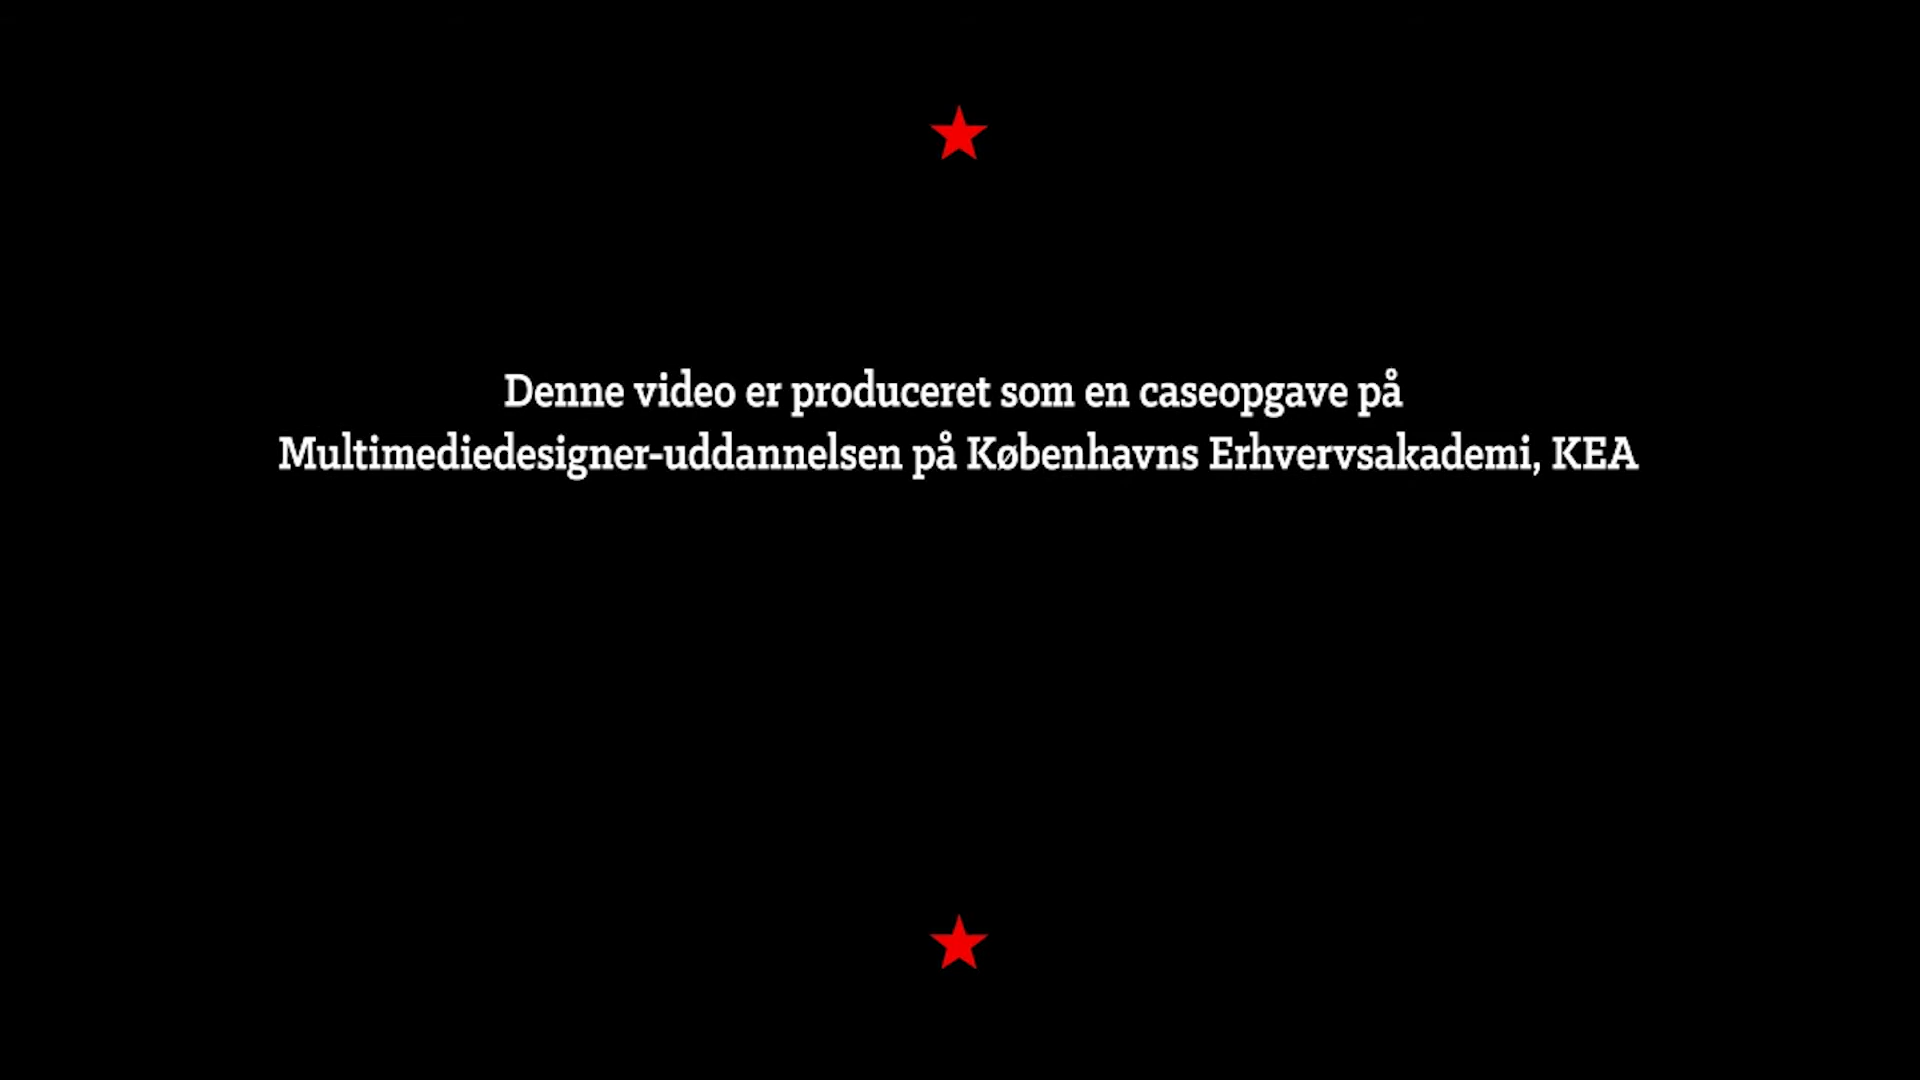 Denne video er produceret som en caseopgave på
Multimediedesigner-uddannelsen på Københavns Erhvervsakademi, KEA